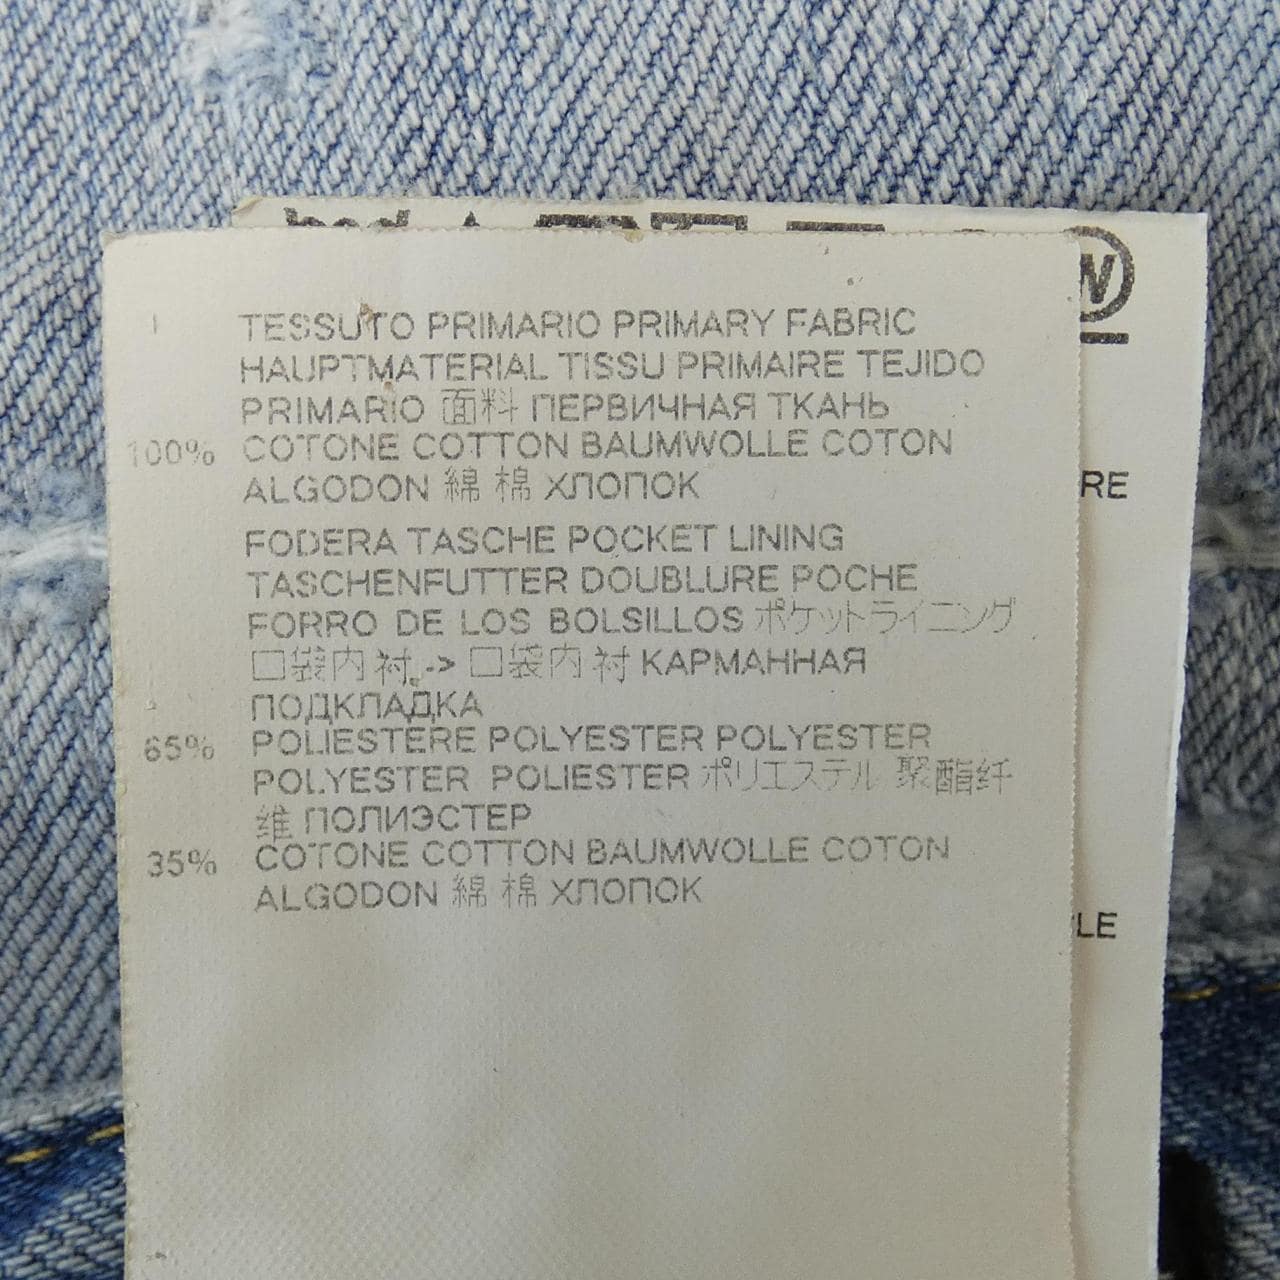 TESSUTO PRIMARIO PRIMARY FABRIC
HAUPTMATERIAL TISSU PRIMAIRE TEJIDO
PRIMARIO 面料 ПЕРВИЧНАЯ ТКАНЬ
100% COTONE COTTON BAUMWOLLE COTON
ALGODON 綿 棉 ХЛОПОК
FODERA TASCHE POCKET LINING
TASCHENFUTTER DOUBLURE POCHE
FORRO DE LOS BOLSILLOS ポケットライニング
口袋内衬 -> 口袋内衬 КАРМАННАЯ
ПОДКЛАДКА
65% POLIESTERE POLYESTER POLYESTER
POLYESTER POLIESTER ポリエステル 聚酯纤
维 ПОЛИЭСТЕР
35% COTONE COTTON BAUMWOLLE COTON
ALGODON 綿 棉 ХЛОПОК
W
RE
LE